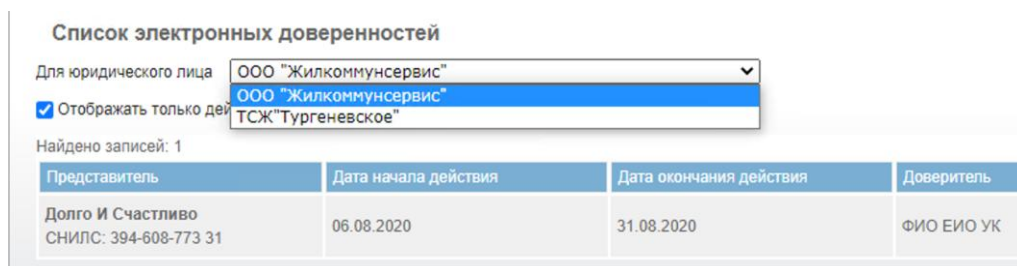 Список электронных доверенностей
Для юридического лица ООО "Жилкоммунсервис"
ООО "Жилкоммунсервис"
Отображать только дей
ТСЖ"Тургеневское"
Найдено записей: 1
Представитель Дата начала действия Дата окончания действия Доверитель
Долго И Счастливо
СНИЛС: 394-608-773 31
06.08.2020 31.08.2020 ФИО ЕИО УК